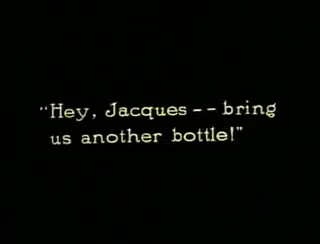 "Hey, Jacques -- bring
us another bottle!"